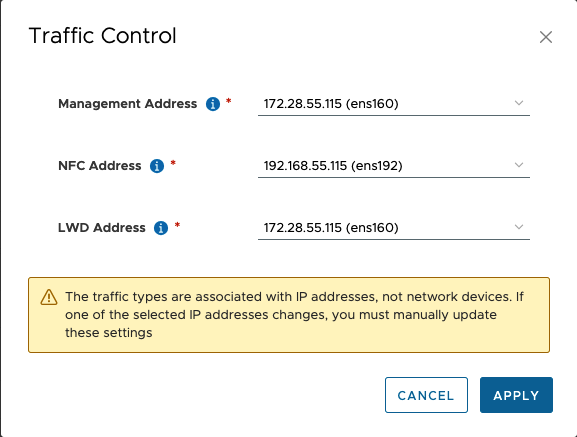 Traffic Control
Management Address * 172.28.55.115 (ens160)
NFC Address * 192.168.55.115 (ens192)
LWD Address * 172.28.55.115 (ens160)
The traffic types are associated with IP addresses, not network devices. If
one of the selected IP addresses changes, you must manually update
these settings
CANCEL APPLY